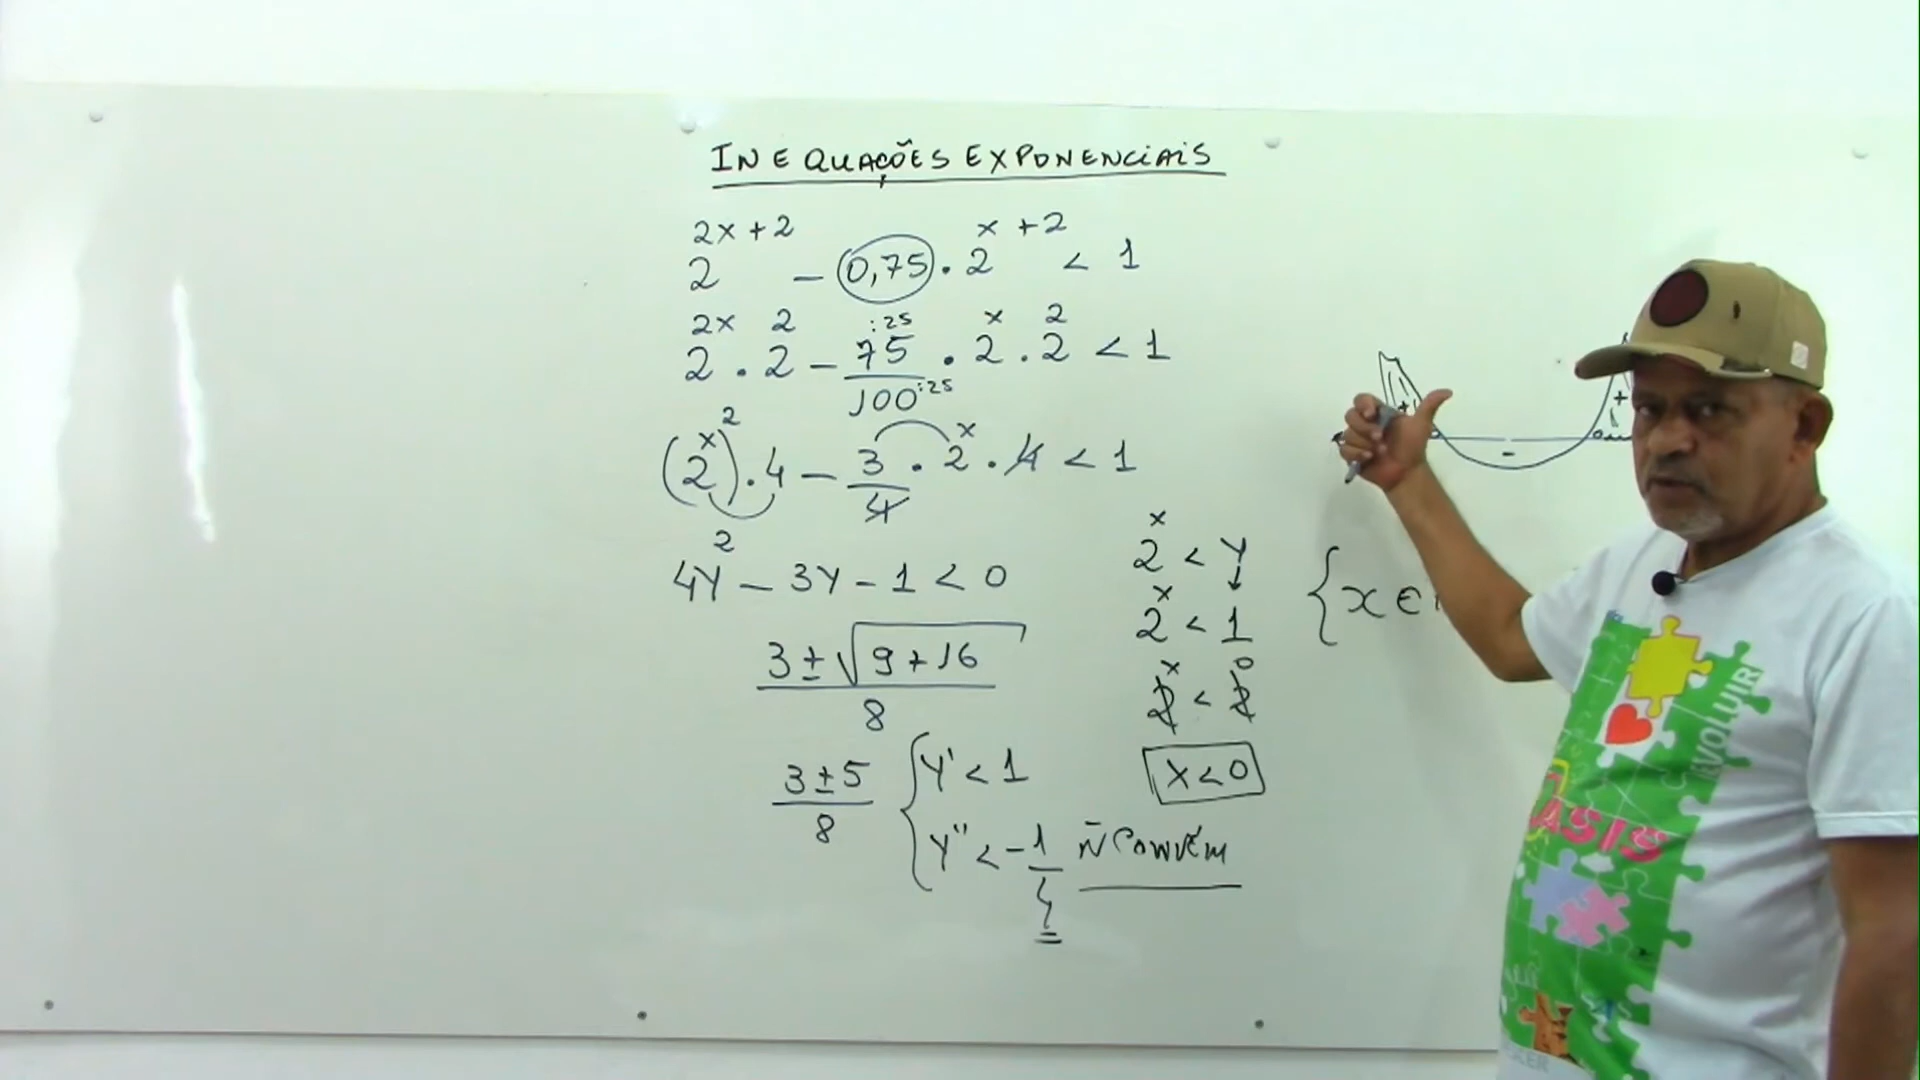 INEQUAÇÕES EXPONENCIAIS
2^(2x+2) - 0,75 . 2^(x+2) < 1
2^(2x) . 2^2 - 75:25/100:25 . 2^x . 2^2 < 1
(2^x)^2 . 4 - 3/4 . 2^x . 4 < 1
4Y^2 - 3Y - 1 < 0
3 ± √9 + 16 / 8
3 ± 5 / 8 { Y' < 1
Y'' < - 1/4 Ñ CONVÉM
2^x < Y
2^x < 1
2^x < 2^0
X < 0
+ - +
{ x ∈
EVOLUIR